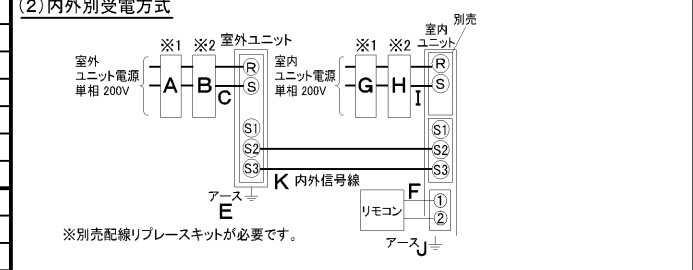 (2)内外別受電方式
別売
※1 ※2 室外ユニット
※1 ※2 室内
ユニット
室外
ユニット電源
単相 200V
A B C
R
S
室内
ユニット電源
単相 200V
G H I
R
S
S1
S2
S3
S1
S2
S3
K 内外信号線
アース
E
F
リモコン
①
②
アース J
※別売配線リプレースキットが必要です。